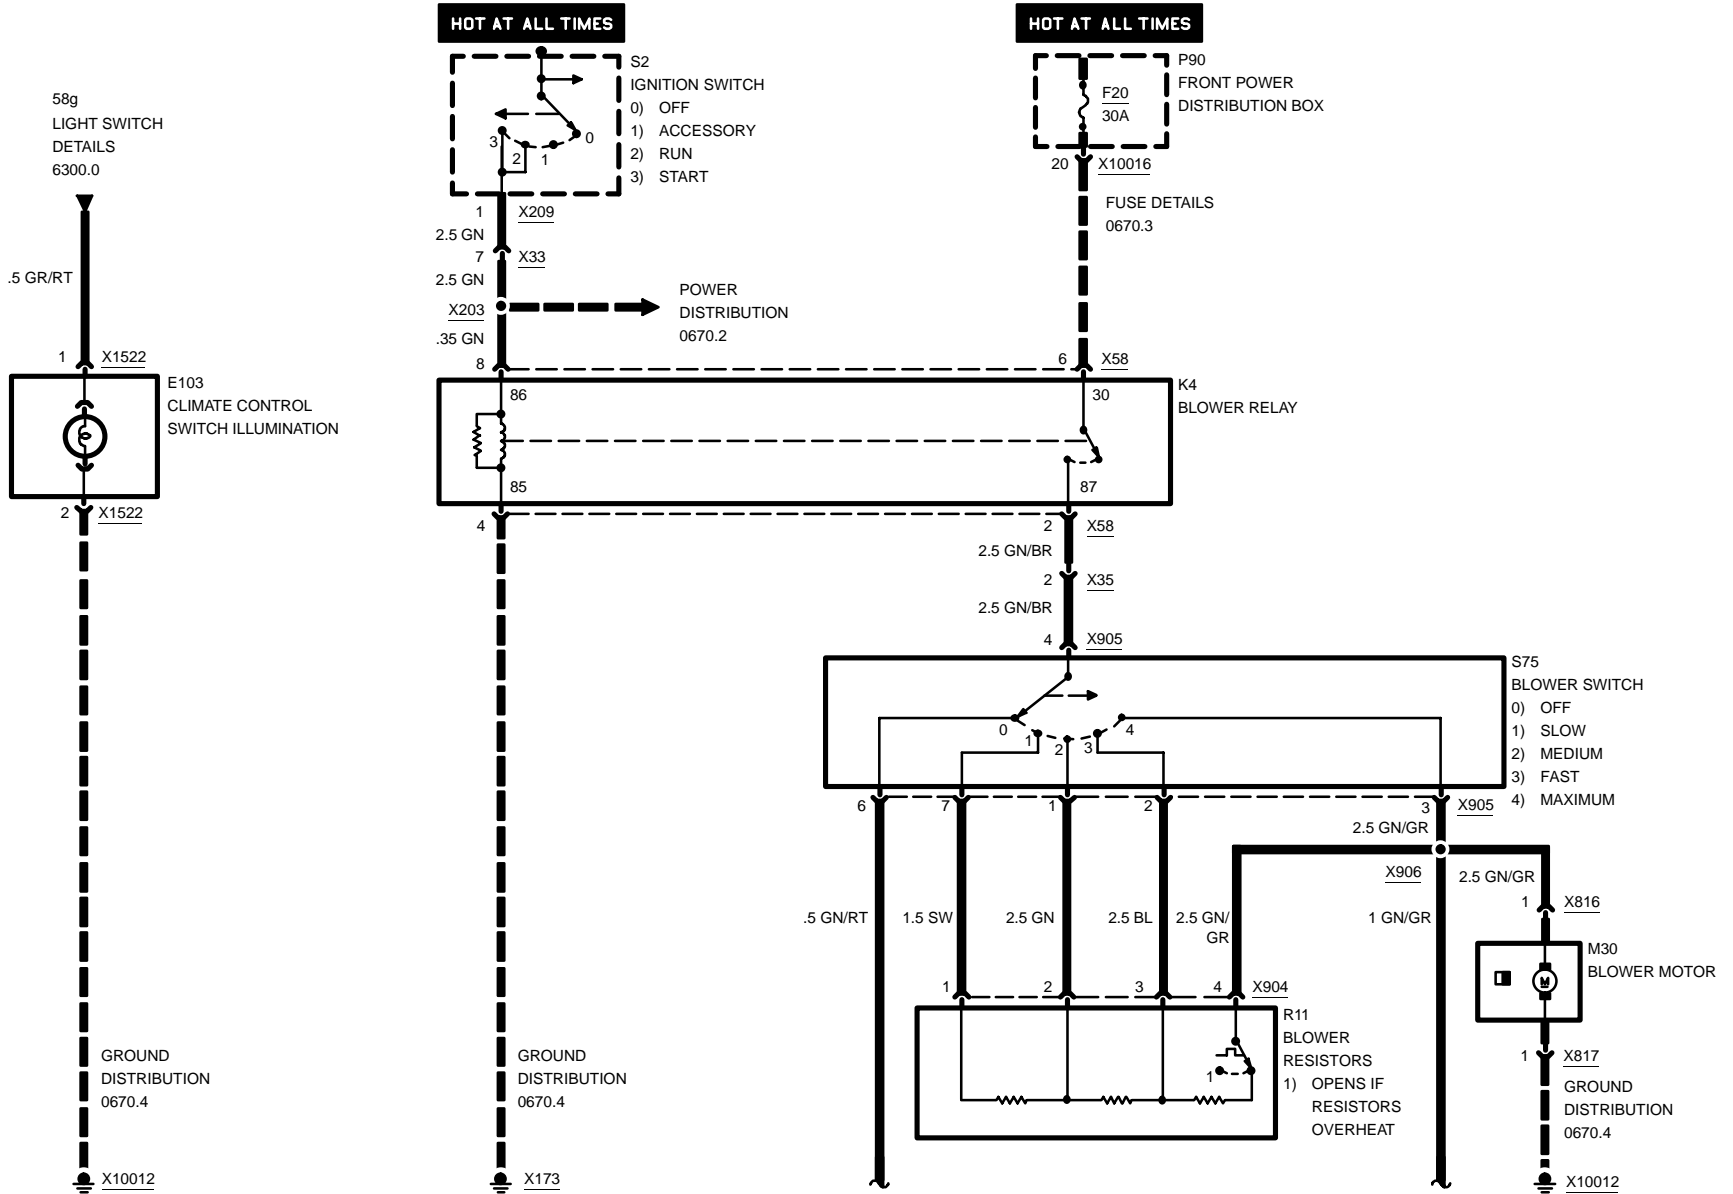 HOT AT ALL TIMES
HOT AT ALL TIMES
58g
LIGHT SWITCH
DETAILS
6300.0
.5 GR/RT
1 X1522
E103
CLIMATE CONTROL
SWITCH ILLUMINATION
2 X1522
GROUND
DISTRIBUTION
0670.4
X10012
S2
IGNITION SWITCH
0) OFF
1) ACCESSORY
2) RUN
3) START
3
2
1
0
1 X209
2.5 GN
7 X33
2.5 GN
X203
POWER
DISTRIBUTION
0670.2
.35 GN
8
P90
FRONT POWER
DISTRIBUTION BOX
F20
30A
20 X10016
FUSE DETAILS
0670.3
6 X58
K4
BLOWER RELAY
86
30
85
87
4
2 X58
2.5 GN/BR
2 X35
2.5 GN/BR
4 X905
GROUND
DISTRIBUTION
0670.4
X173
S75
BLOWER SWITCH
0) OFF
1) SLOW
2) MEDIUM
3) FAST
4) MAXIMUM
0
1
2
3
4
6
7
1
2
3 X905
2.5 GN/GR
X906
2.5 GN/GR
1 X816
.5 GN/RT
1.5 SW
2.5 GN
2.5 BL
2.5 GN/
GR
1 GN/GR
M30
BLOWER MOTOR
M
1
2
3
4 X904
R11
BLOWER
RESISTORS
1) OPENS IF
RESISTORS
OVERHEAT
1
1 X817
GROUND
DISTRIBUTION
0670.4
X10012